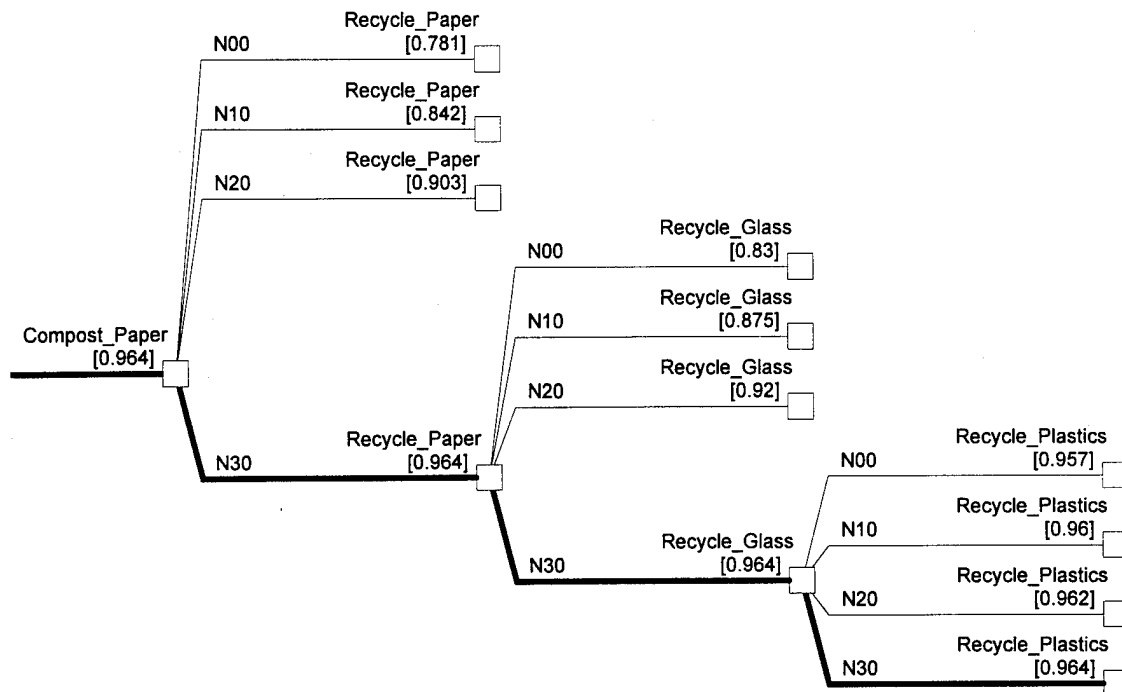 Recycle_Paper
N00 [0.781]
Recycle_Paper
N10 [0.842]
Recycle_Paper
N20 [0.903]
Recycle_Glass
N00 [0.83]
Recycle_Glass
N10 [0.875]
Compost_Paper
[0.964]
Recycle_Glass
N20 [0.92]
Recycle_Paper
N30 [0.964]
Recycle_Plastics
N00 [0.957]
Recycle_Plastics
N10 [0.96]
Recycle_Glass
N30 [0.964]
Recycle_Plastics
N20 [0.962]
Recycle_Plastics
N30 [0.964]